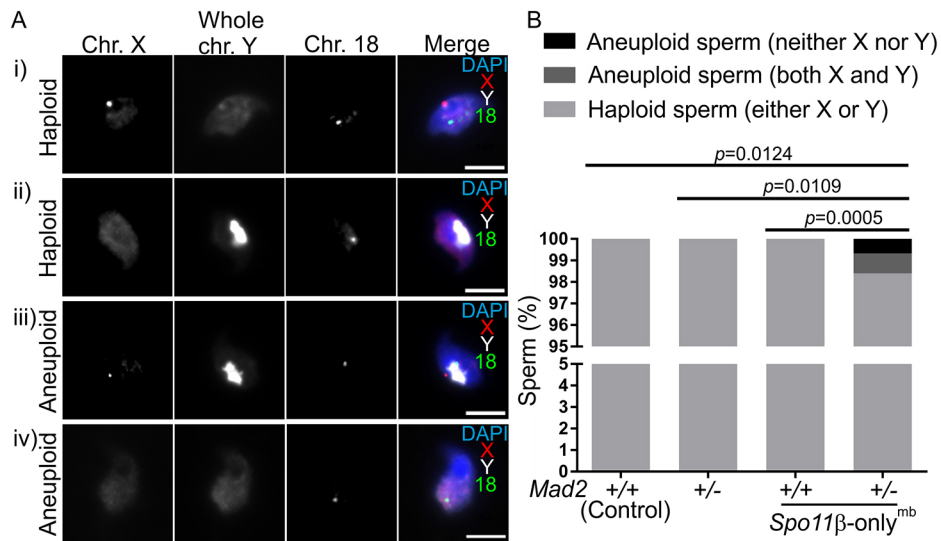 A
Chr. X
Whole
chr. Y
Chr. 18
Merge
i)
Haploid
DAPI
X
Y
18
ii)
Haploid
DAPI
X
Y
18
iii)
Aneuploid
DAPI
X
Y
18
iv)
Aneuploid
DAPI
X
Y
18
B
Aneuploid sperm (neither X nor Y)
Aneuploid sperm (both X and Y)
Haploid sperm (either X or Y)
p=0.0124
p=0.0109
p=0.0005
Sperm (%)
100
99
98
97
96
95
5
4
3
2
1
0
Mad2 +/+ +/- +/+ +/-
(Control)
Spo11β-only^mb